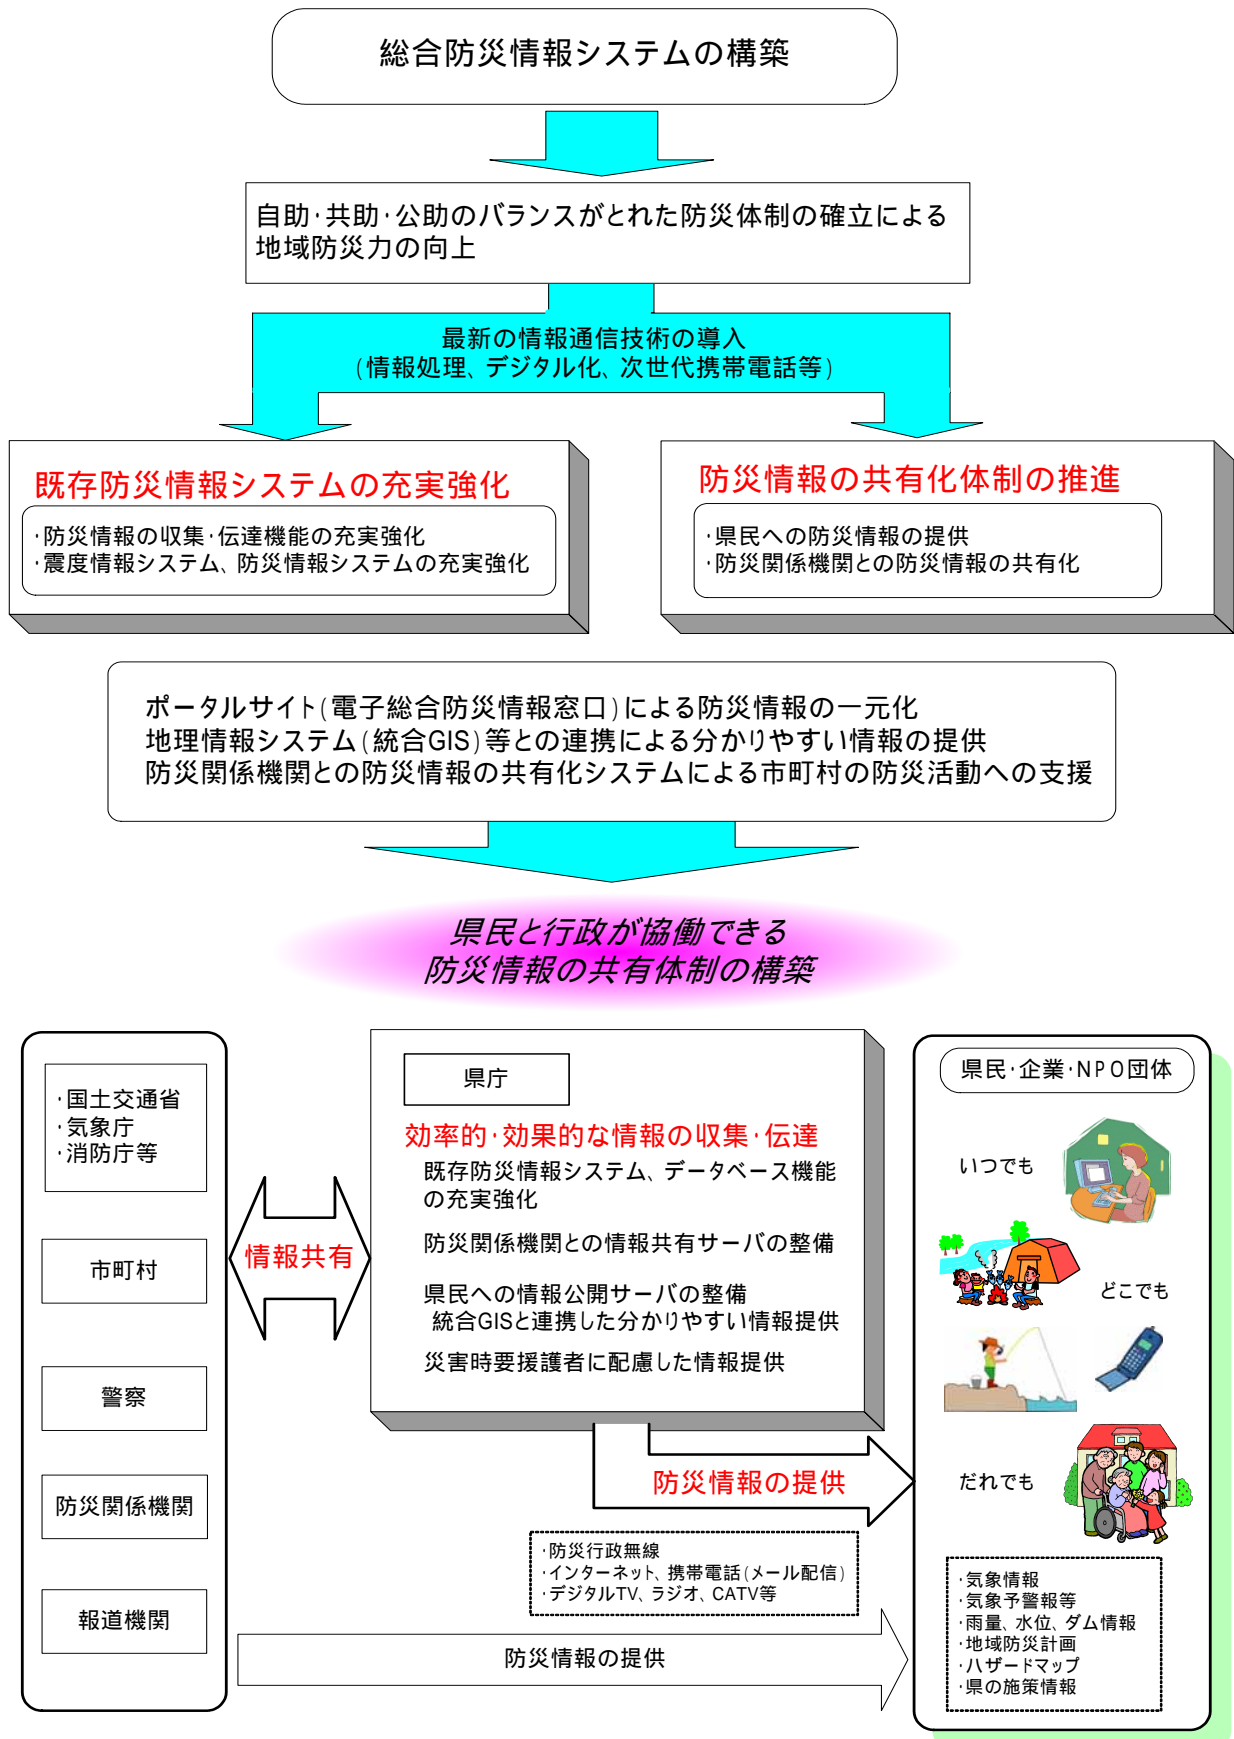 総合防災情報システムの構築
自助・共助・公助のバランスがとれた防災体制の確立による
地域防災力の向上
最新の情報通信技術の導入
(情報処理、デジタル化、次世代携帯電話等)
既存防災情報システムの充実強化
・防災情報の収集・伝達機能の充実強化
・震度情報システム、防災情報システムの充実強化
防災情報の共有化体制の推進
・県民への防災情報の提供
・防災関係機関との防災情報の共有化
ポータルサイト(電子総合防災情報窓口)による防災情報の一元化
地理情報システム(統合GIS)等との連携による分かりやすい情報の提供
防災関係機関との防災情報の共有化システムによる市町村の防災活動への支援
県民と行政が協働できる
防災情報の共有体制の構築
・国土交通省
・気象庁
・消防庁等
市町村
警察
防災関係機関
報道機関
情報共有
県庁
効率的・効果的な情報の収集・伝達
既存防災情報システム、データベース機能
の充実強化
防災関係機関との情報共有サーバの整備
県民への情報公開サーバの整備
統合GISと連携した分かりやすい情報提供
災害時要援護者に配慮した情報提供
防災情報の提供
・防災行政無線
・インターネット、携帯電話(メール配信)
・デジタルTV、ラジオ、CATV等
防災情報の提供
県民・企業・NPO団体
いつでも
どこでも
だれでも
・気象情報
・気象予警報等
・雨量、水位、ダム情報
・地域防災計画
・ハザードマップ
・県の施策情報